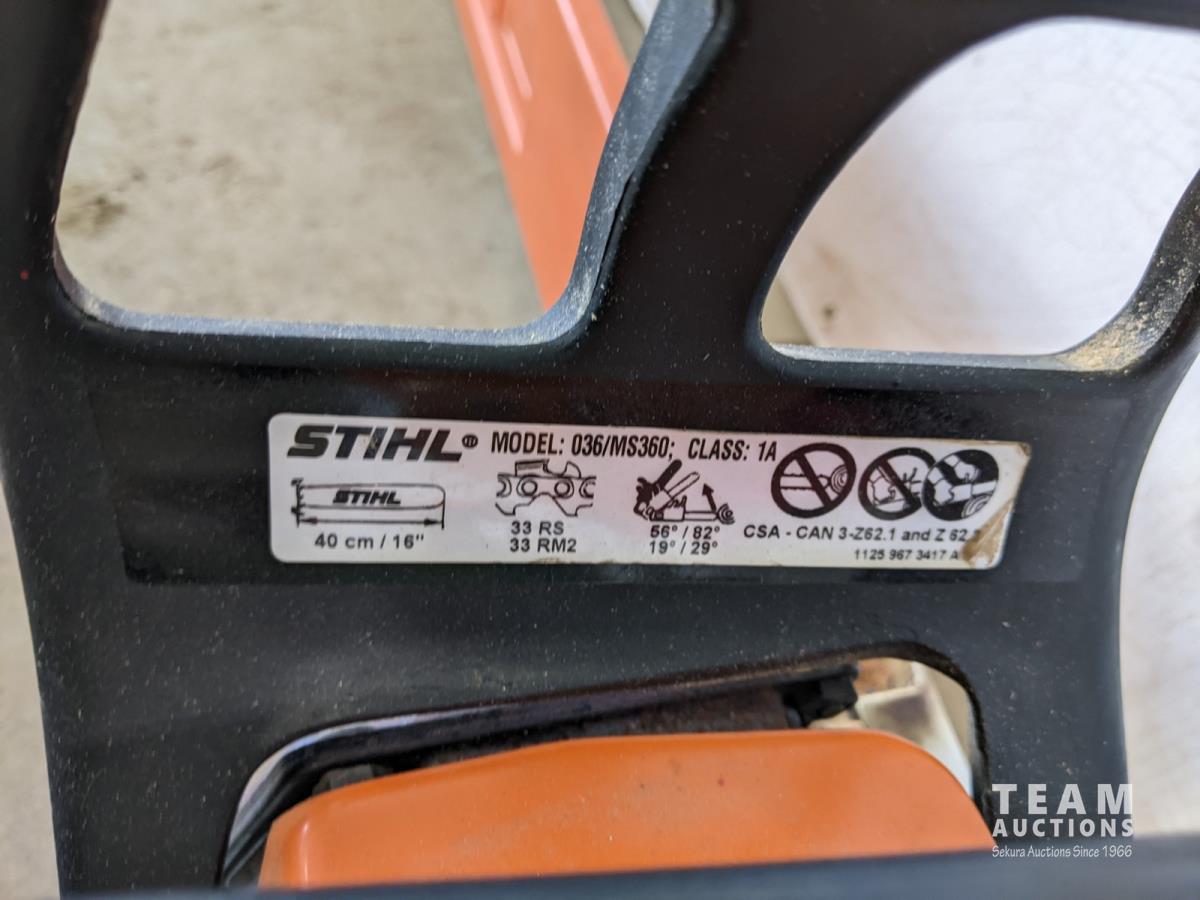 STIHL® MODEL: 036/MS360; CLASS: 1A
STIHL
40 cm / 16"
33 RS
33 RM2
56° / 82°
19° / 29°
CSA - CAN 3-Z62.1 and Z 62.
1125 967 3417 A
TEAM
AUCTIONS
Sekura Auctions Since 1966